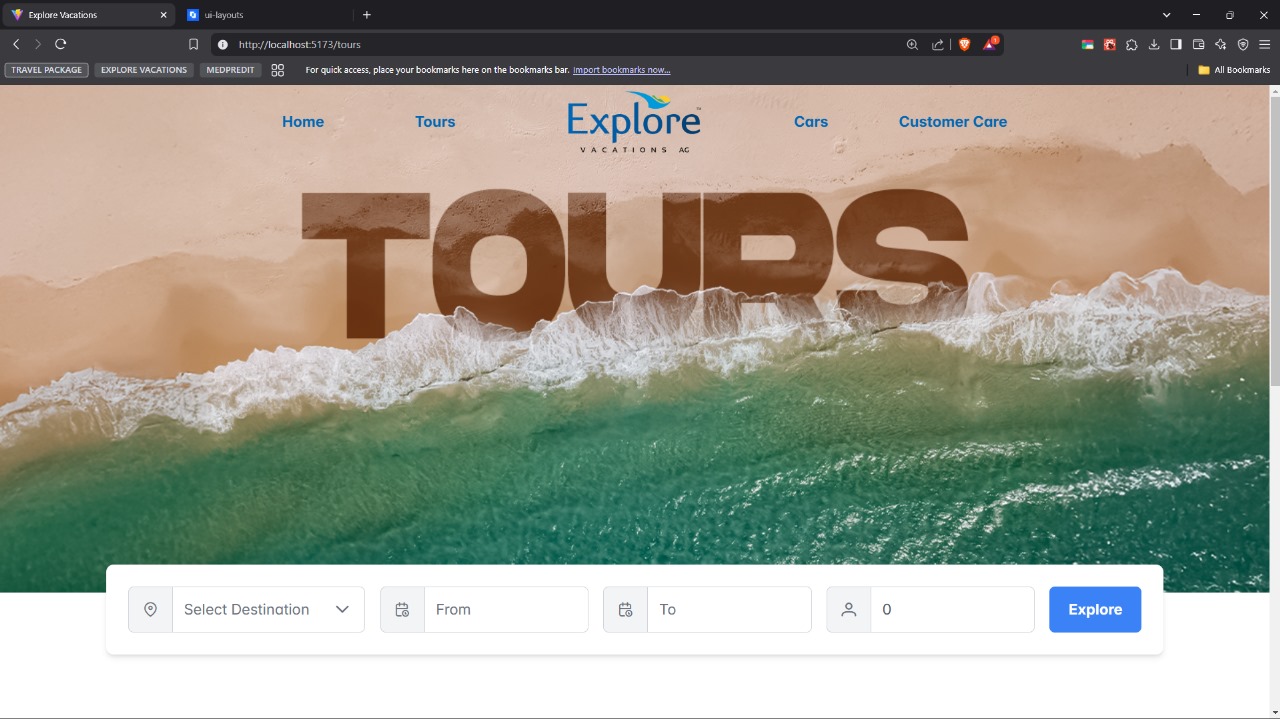 Explore Vacations
ui-layouts
http://localhost:5173/tours
1
TRAVEL PACKAGE
EXPLORE VACATIONS
MEDPREDIT
For quick access, place your bookmarks here on the bookmarks bar. Import bookmarks now...
All Bookmarks
Home
Tours
Explore™
VACATIONS AG
Cars
Customer Care
TOURS
Select Destination
From
To
0
Explore